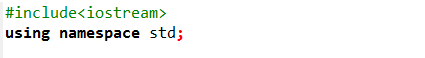 #include<iostream>
using namespace std;